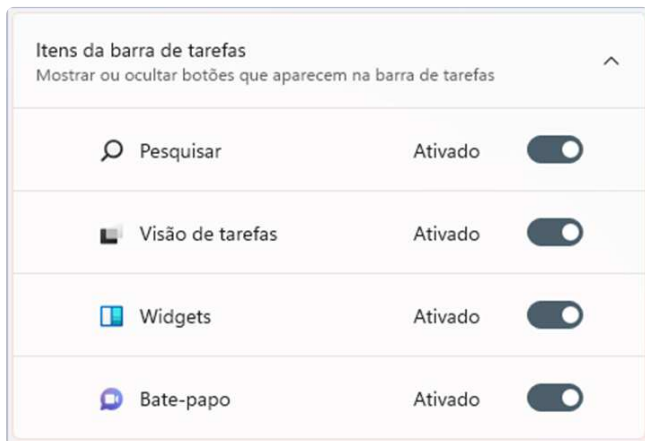 Itens da barra de tarefas
Mostrar ou ocultar botões que aparecem na barra de tarefas
Pesquisar Ativado
Visão de tarefas Ativado
Widgets Ativado
Bate-papo Ativado